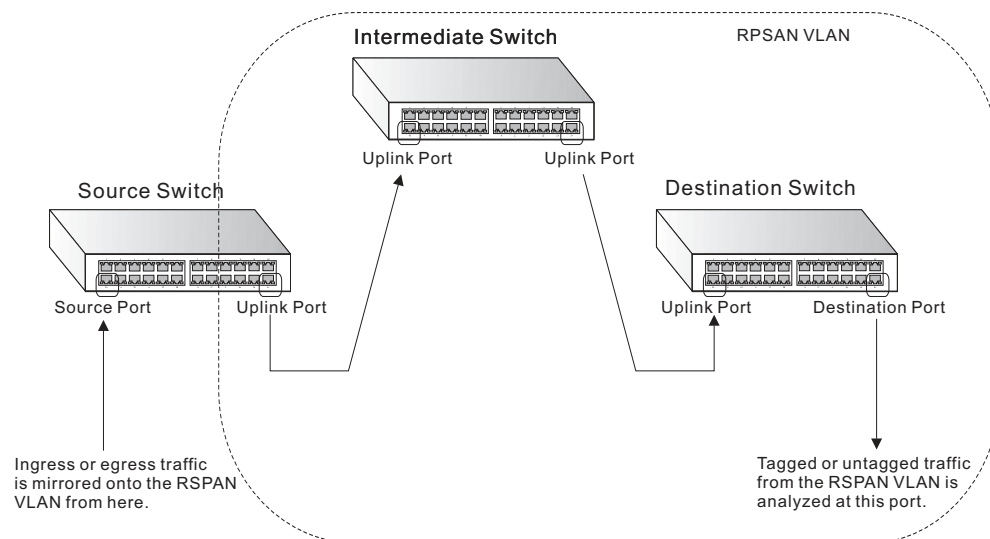 RPSAN VLAN
Intermediate Switch
Uplink Port
Uplink Port
Source Switch
Destination Switch
Source Port
Uplink Port
Uplink Port
Destination Port
Ingress or egress traffic
is mirrored onto the RSPAN
VLAN from here.
Tagged or untagged traffic
from the RSPAN VLAN is
analyzed at this port.